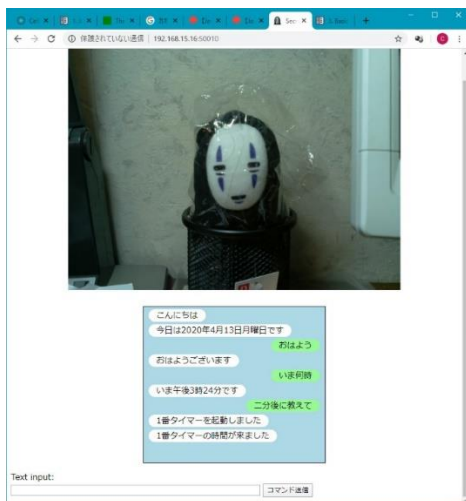 Sec
保護されていない通信 | 192.168.15.16:50010
こんにちは
今日は2020年4月13日月曜日です
おはよう
おはようございます
いま何時
いま午後3時24分です
二分後に教えて
1番タイマーを起動しました
1番タイマーの時間が来ました
Text input:
コマンド送信